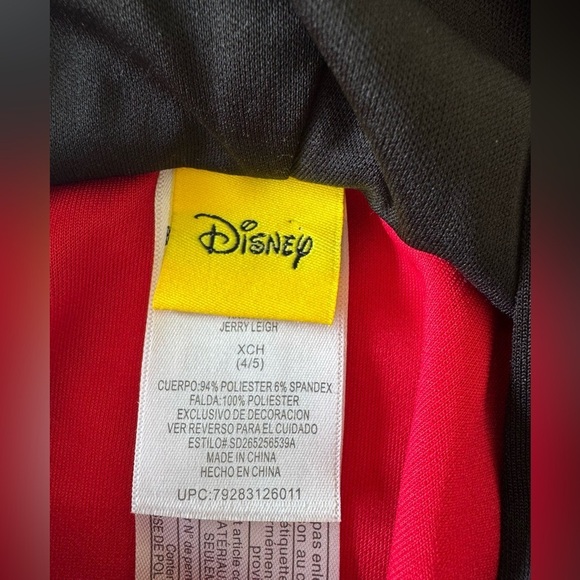 Disney
JERRY LEIGH
XCH
(4/5)
CUERPO:94% POLIESTER 6% SPANDEX
FALDA:100% POLIESTER
EXCLUSIVO DE DECORACION
VER REVERSO PARA EL CUIDADO
ESTILO# SD265256539A
MADE IN CHINA
HECHO EN CHINA
UPC:79283126011